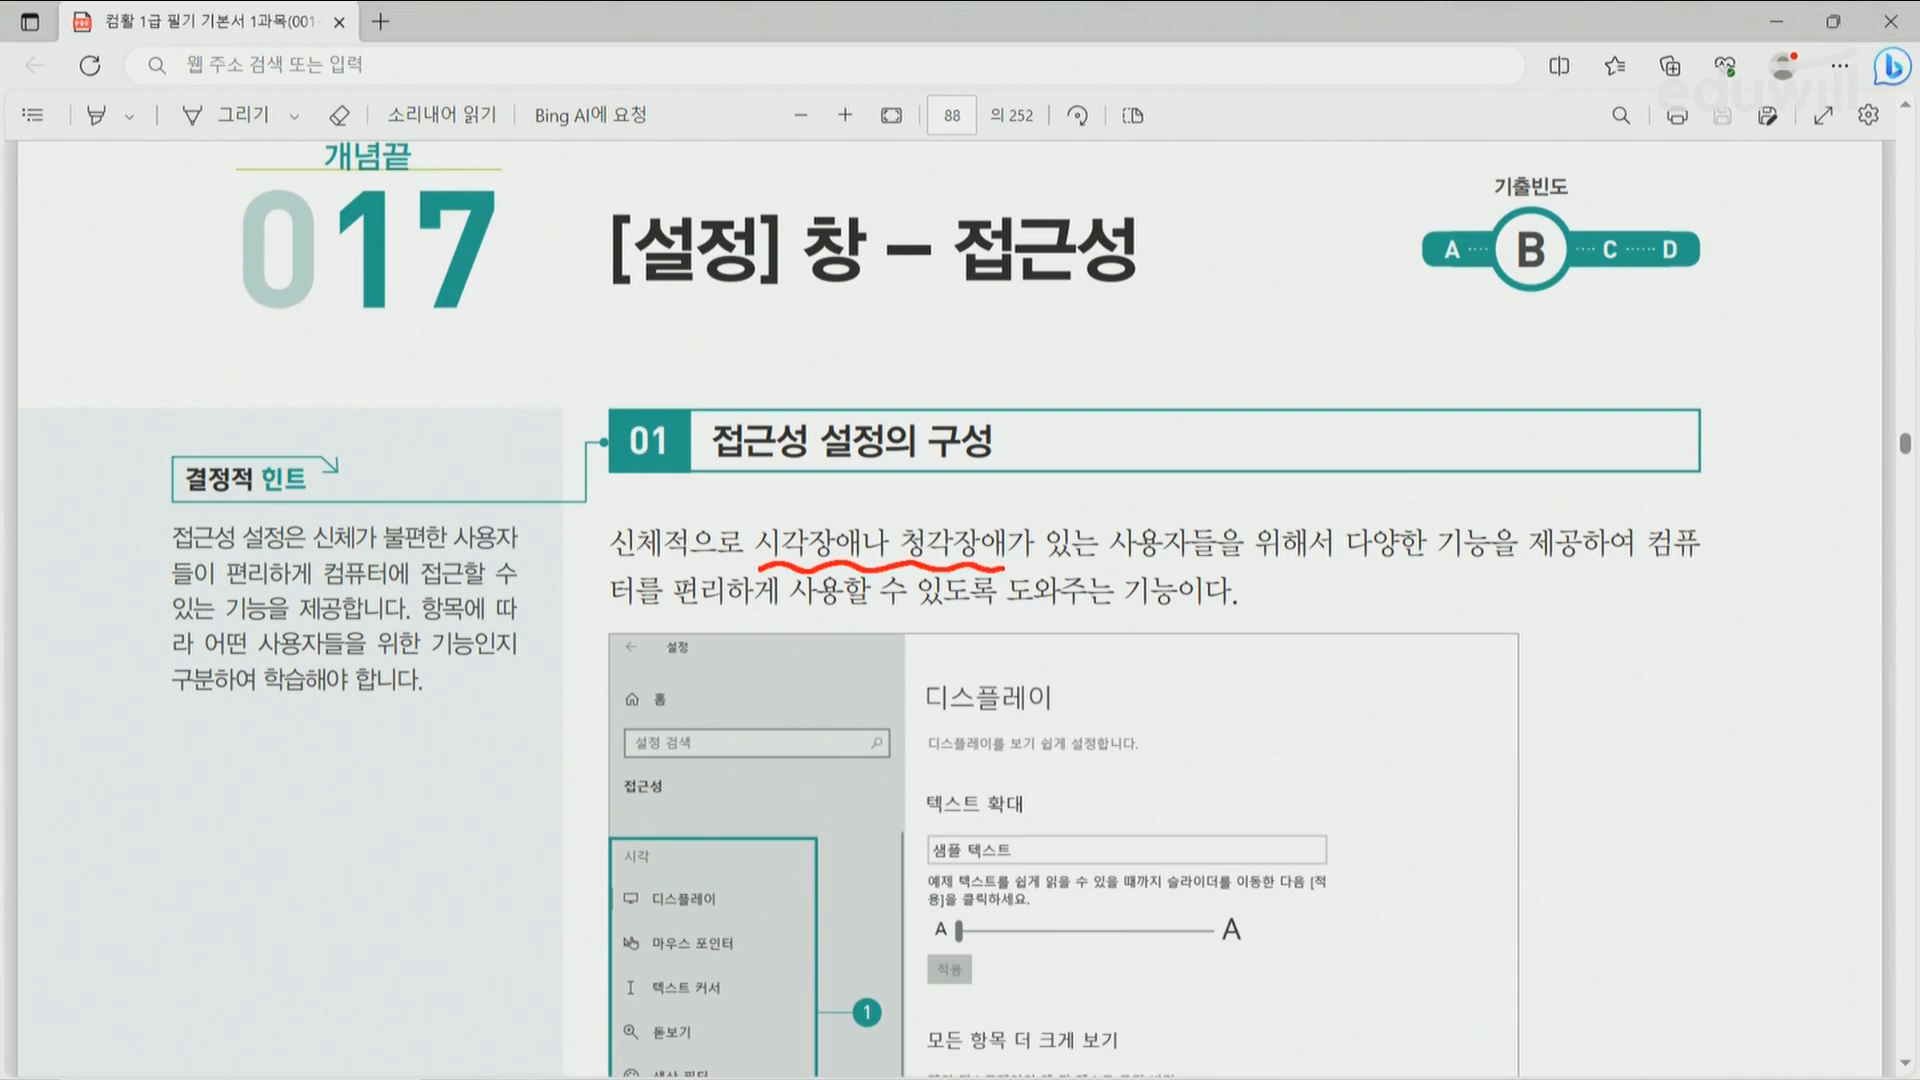 컴활 1급 필기 기본서 1과목(001-
웹 주소 검색 또는 입력
eduwill
그리기
소리내어 읽기
Bing AI에 요청
88
의 252
개념끝
017
[설정] 창 – 접근성
기출빈도
A B C D
01 접근성 설정의 구성
결정적 힌트
접근성 설정은 신체가 불편한 사용자
들이 편리하게 컴퓨터에 접근할 수
있는 기능을 제공합니다. 항목에 따
라 어떤 사용자들을 위한 기능인지
구분하여 학습해야 합니다.
신체적으로 시각장애나 청각장애가 있는 사용자들을 위해서 다양한 기능을 제공하여 컴퓨
터를 편리하게 사용할 수 있도록 도와주는 기능이다.
설정
홈
설정 검색
접근성
시각
디스플레이
마우스 포인터
텍스트 커서
돋보기
1
디스플레이
디스플레이를 보기 쉽게 설정합니다.
텍스트 확대
샘플 텍스트
예제 텍스트를 쉽게 읽을 수 있을 때까지 슬라이더를 이동한 다음 [적
용]을 클릭하세요.
A A
적용
모든 항목 더 크게 보기